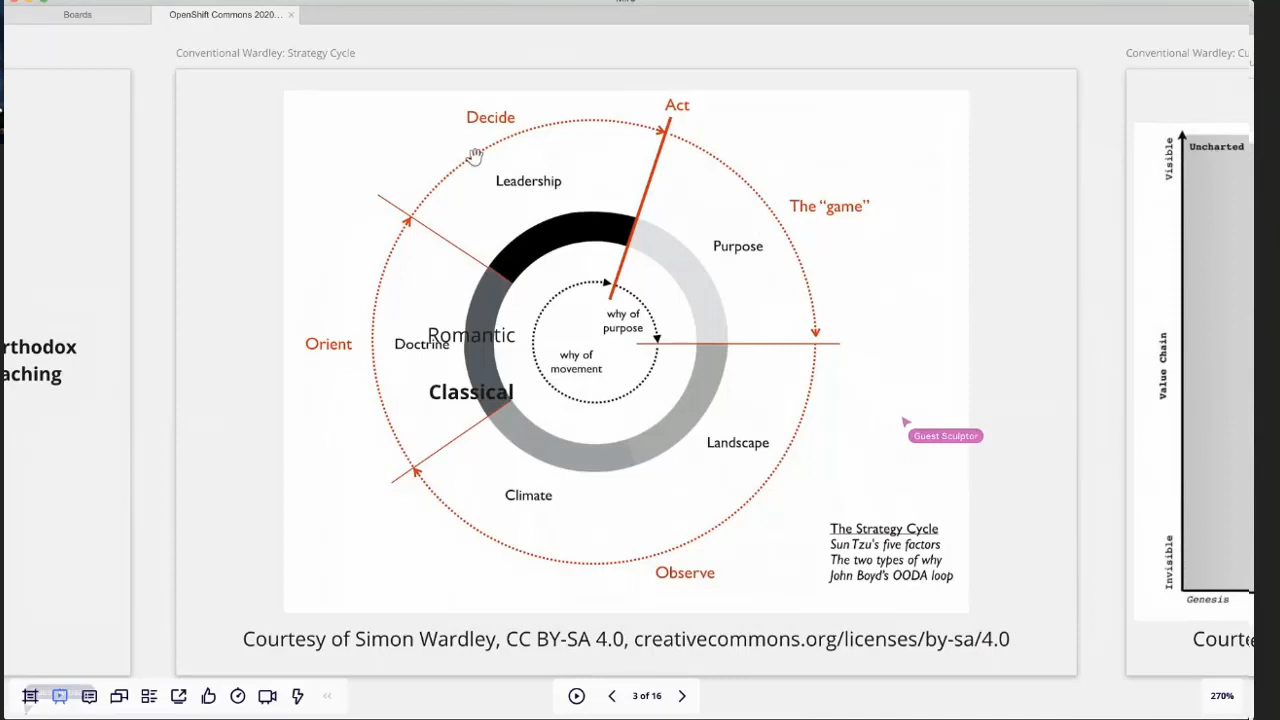 Boards
OpenShift Commons 2020...
Conventional Wardley: Strategy Cycle
Conventional Wardley: Cu
Decide
Act
Leadership
The “game”
Purpose
why of
purpose
Orient
Doctrine
Romantic
Classical
why of
movement
Landscape
Climate
Observe
Guest Sculptor
The Strategy Cycle
Sun Tzu's five factors
The two types of why
John Boyd's OODA loop
Courtesy of Simon Wardley, CC BY-SA 4.0, creativecommons.org/licenses/by-sa/4.0
rthodox
aching
Visible
Uncharted
Value Chain
Invisible
Genesis
Courte
3 of 16
270%